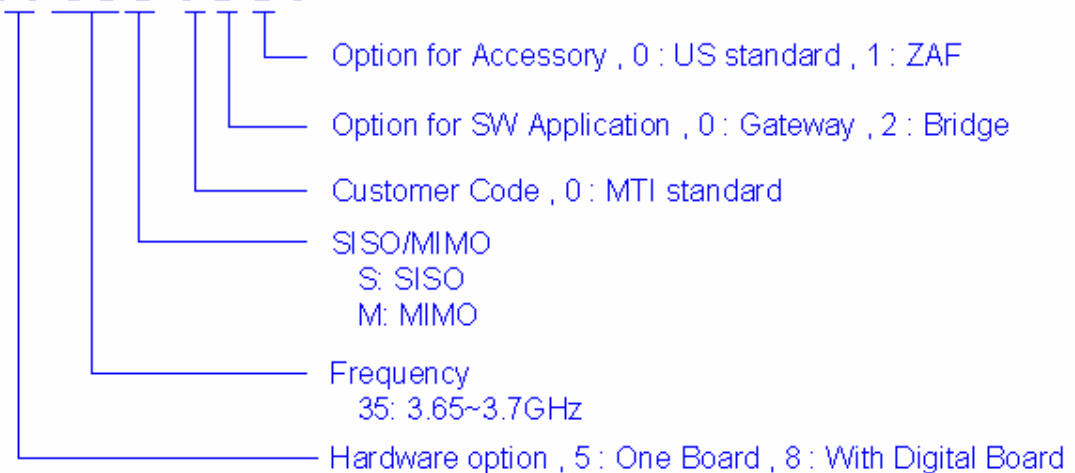 Option for Accessory , 0 : US standard , 1 : ZAF
Option for SW Application , 0 : Gateway , 2 : Bridge
Customer Code , 0 : MTI standard
SISO/MIMO
S: SISO
M: MIMO
Frequency
35: 3.65~3.7GHz
Hardware option , 5 : One Board , 8 : With Digital Board